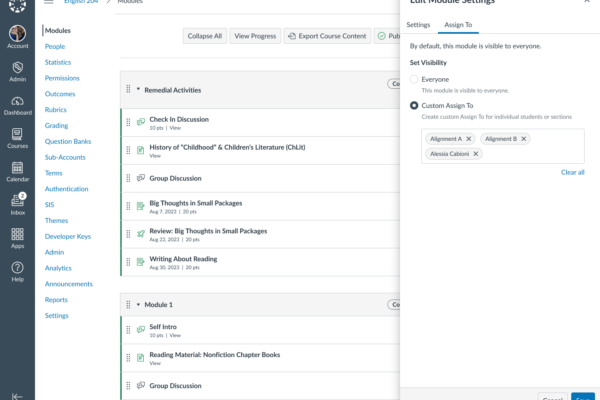 English 204 > Modules
Account
Admin
Dashboard
Courses
Calendar
2
Inbox
Apps
Help
Modules
People
Statistics
Permissions
Outcomes
Rubrics
Grading
Question Banks
Sub-Accounts
Terms
Authentication
SIS
Themes
Developer Keys
Admin
Analytics
Announcements
Reports
Settings
Collapse All View Progress Export Course Content
Remedial Activities
Check In Discussion
10 pts | View
History of "Childhood" & Children's Literature (ChLit)
View
Group Discussion
Big Thoughts in Small Packages
Aug 7, 2023 | 20 pts
Review: Big Thoughts in Small Packages
Aug 22, 2023 | 20 pts
Writing About Reading
Aug 30, 2023 | 20 pts
Module 1
Self Intro
10 pts | View
Reading Material: Nonfiction Chapter Books
View
Group Discussion
Edit Module Settings
Settings Assign To
By default, this module is visible to everyone.
Set Visibility
Everyone
This module is visible to everyone.
Custom Assign To
Create custom Assign To for individual students or sections
Alignment A × Alignment B ×
Alessia Cabioni ×
Clear all
Cancel Save